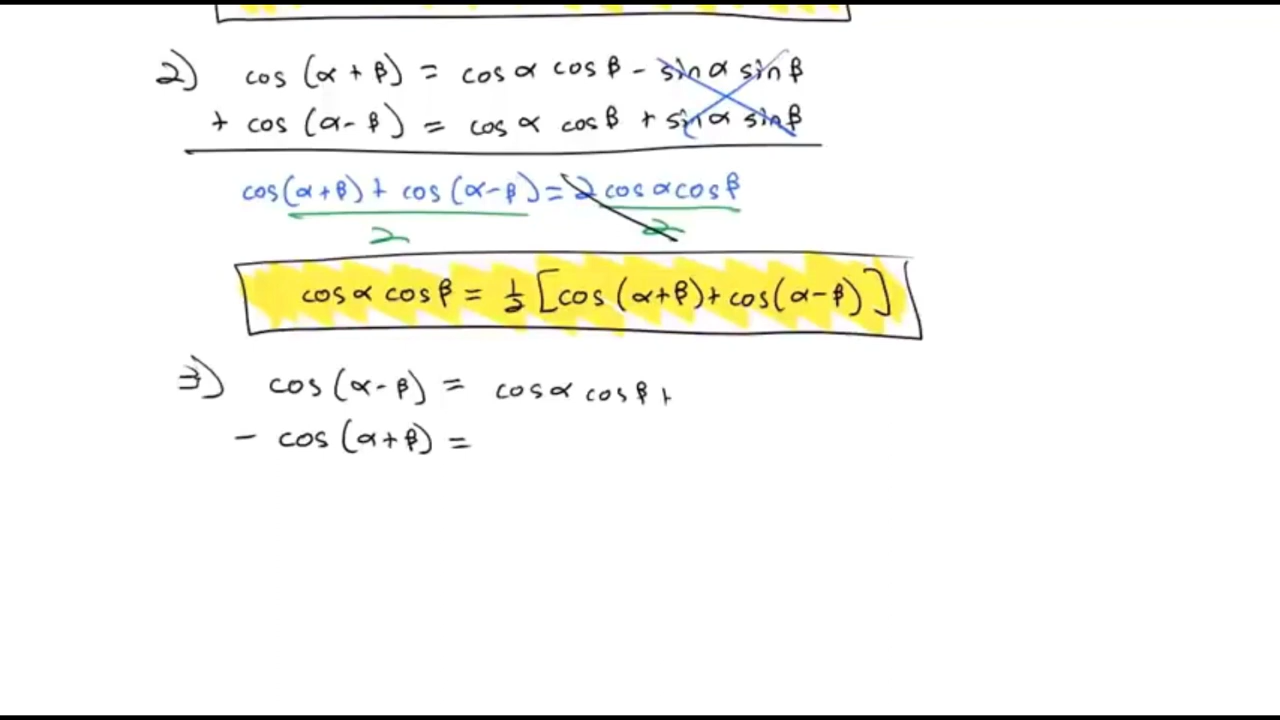 2) cos (α + β) = cos α cos β - sin α sin β
+ cos (α - β) = cos α cos β + sin α sin β
cos(α+β) + cos (α-β) = 2 cos α cos β
2 2
cos α cos β = 1/2 [cos (α+β) + cos(α-β)]
3) cos (α - β) = cos α cos β +
- cos (α + β) =